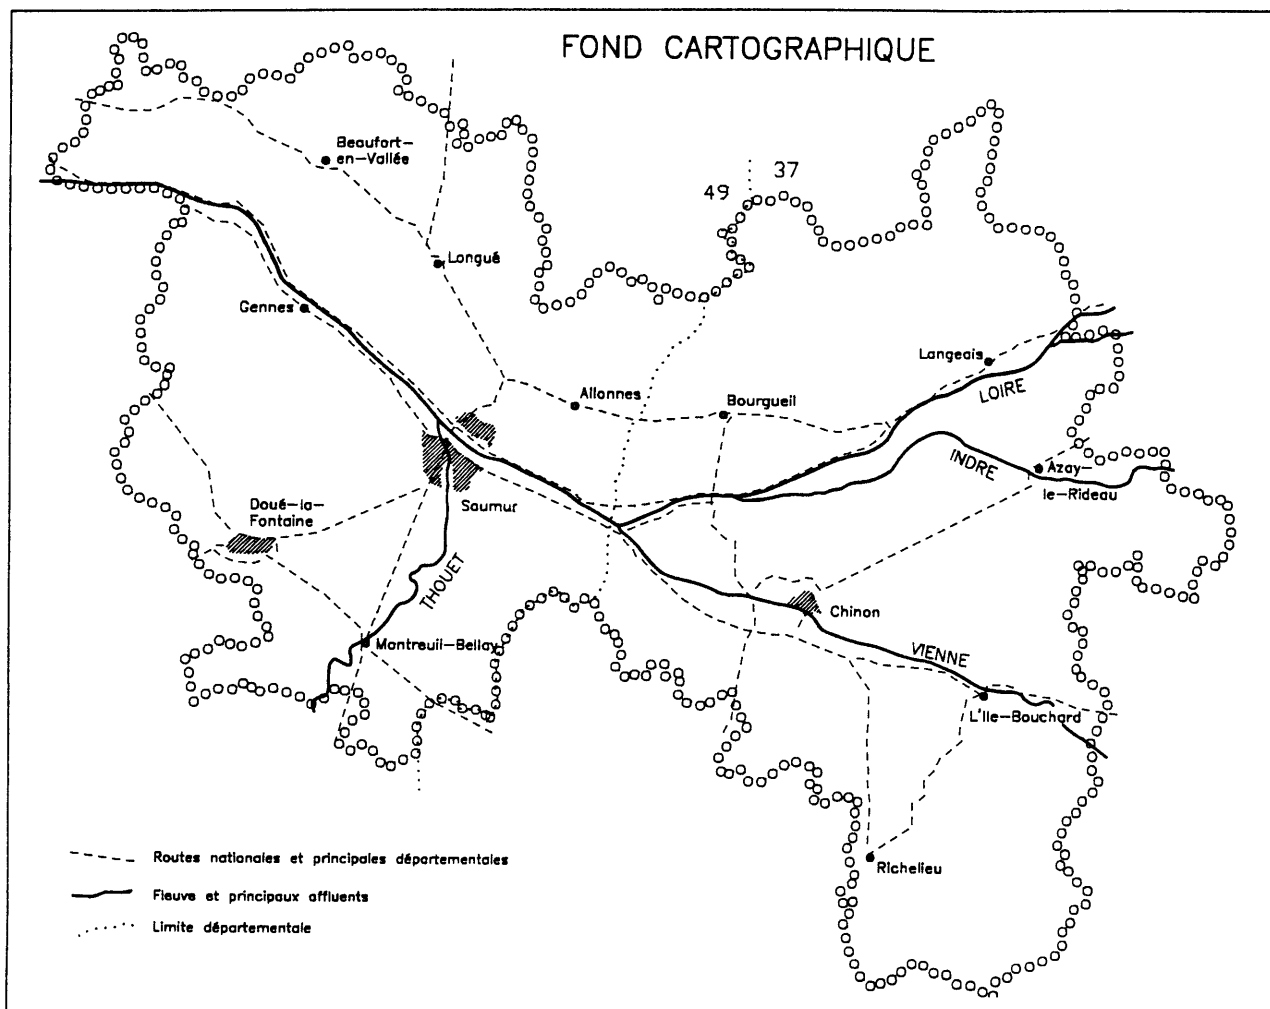 FOND CARTOGRAPHIQUE
Beaufort-
en-Vallée
37
49
Longué
Gennes
Langeais
LOIRE
Allonnes
Bourgueil
INDRE
Azay-
le-Rideau
Saumur
Doué-la-
Fontaine
THOUET
Chinon
Montreuil-Bellay
VIENNE
L'Ile-Bouchard
Routes nationales et principales départementales
Richelieu
Fleuve et principaux affluents
Limite départementale